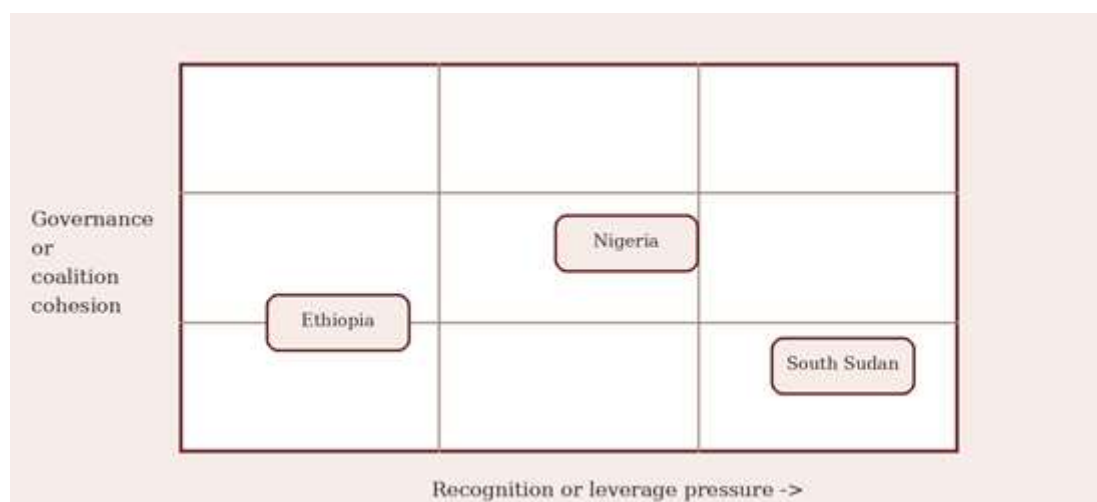 Governance
or
coalition
cohesion
Nigeria
Ethiopia
South Sudan
Recognition or leverage pressure ->